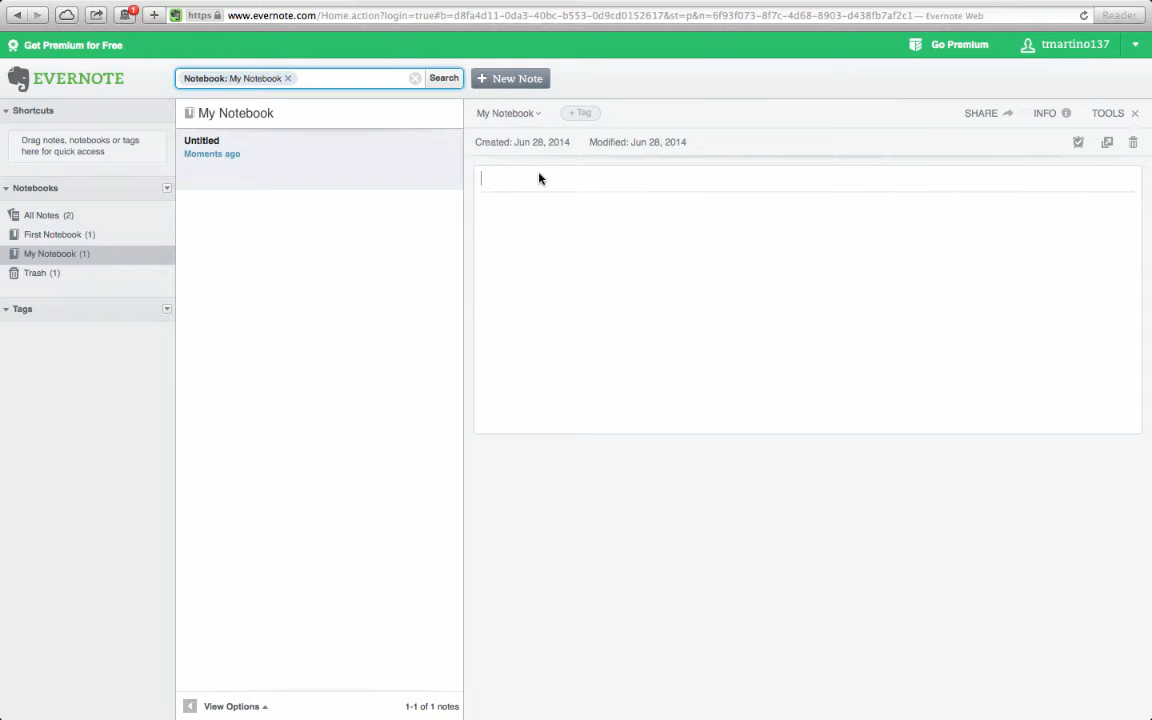 https www.evernote.com/Home.action?login=true#b=d8fa4d11-0da3-40bc-b553-0d9cd0152617&st=p&n=6f93f073-8f7c-4d68-8903-d438fb7af2c1 — Evernote Web
Reader
1
Get Premium for Free
Go Premium
tmartino137
EVERNOTE
Notebook: My Notebook
Search
+ New Note
Shortcuts
Drag notes, notebooks or tags
here for quick access
Notebooks
All Notes (2)
First Notebook (1)
My Notebook (1)
Trash (1)
Tags
My Notebook
Untitled
Moments ago
View Options
1-1 of 1 notes
My Notebook
+ Tag
SHARE
INFO
TOOLS
Created: Jun 28, 2014
Modified: Jun 28, 2014